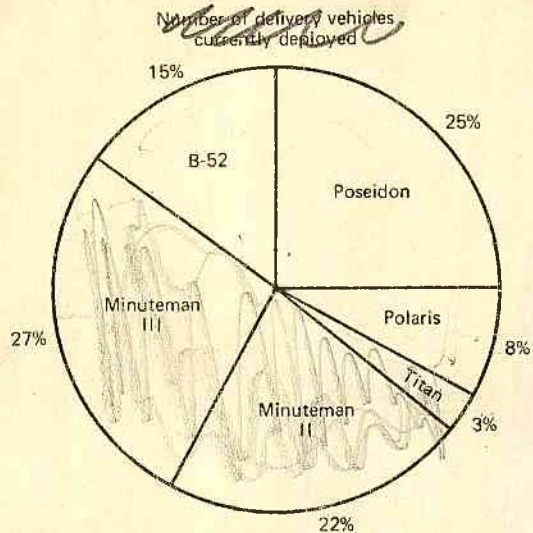 Number of delivery vehicles
currently deployed
15%
25%
B-52
Poseidon
Minuteman
III
Polaris
27%
8%
Titan
3%
Minuteman
II
22%